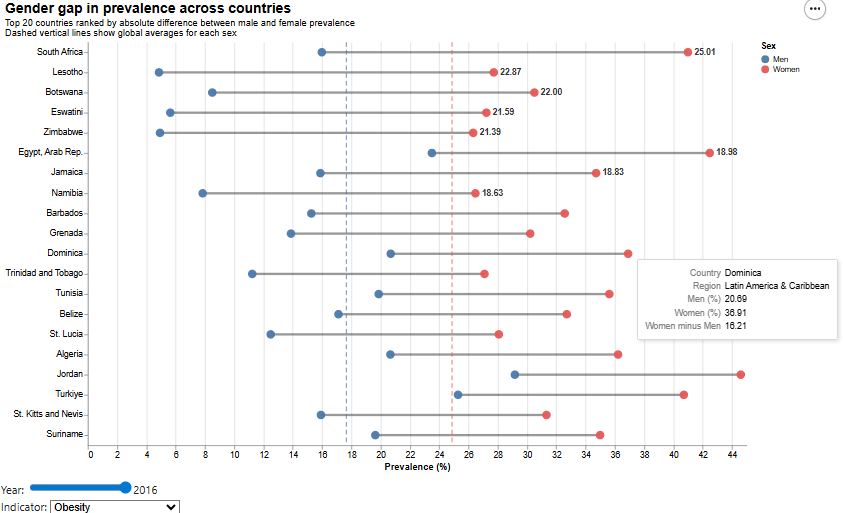 Gender gap in prevalence across countries
Top 20 countries ranked by absolute difference between male and female prevalence
Dashed vertical lines show global averages for each sex
Sex
Men
Women
South Africa 25.01
Lesotho 22.87
Botswana 22.00
Eswatini 21.59
Zimbabwe 21.39
Egypt, Arab Rep. 18.98
Jamaica 18.83
Namibia 18.63
Barbados
Grenada
Dominica
Trinidad and Tobago
Tunisia
Belize
St. Lucia
Algeria
Jordan
Turkiye
St. Kitts and Nevis
Suriname
Country Dominica
Region Latin America & Caribbean
Men (%) 20.69
Women (%) 36.91
Women minus Men 16.21
0 2 4 6 8 10 12 14 16 18 20 22 24 26 28 30 32 34 36 38 40 42 44
Prevalence (%)
Year: 2016
Indicator: Obesity